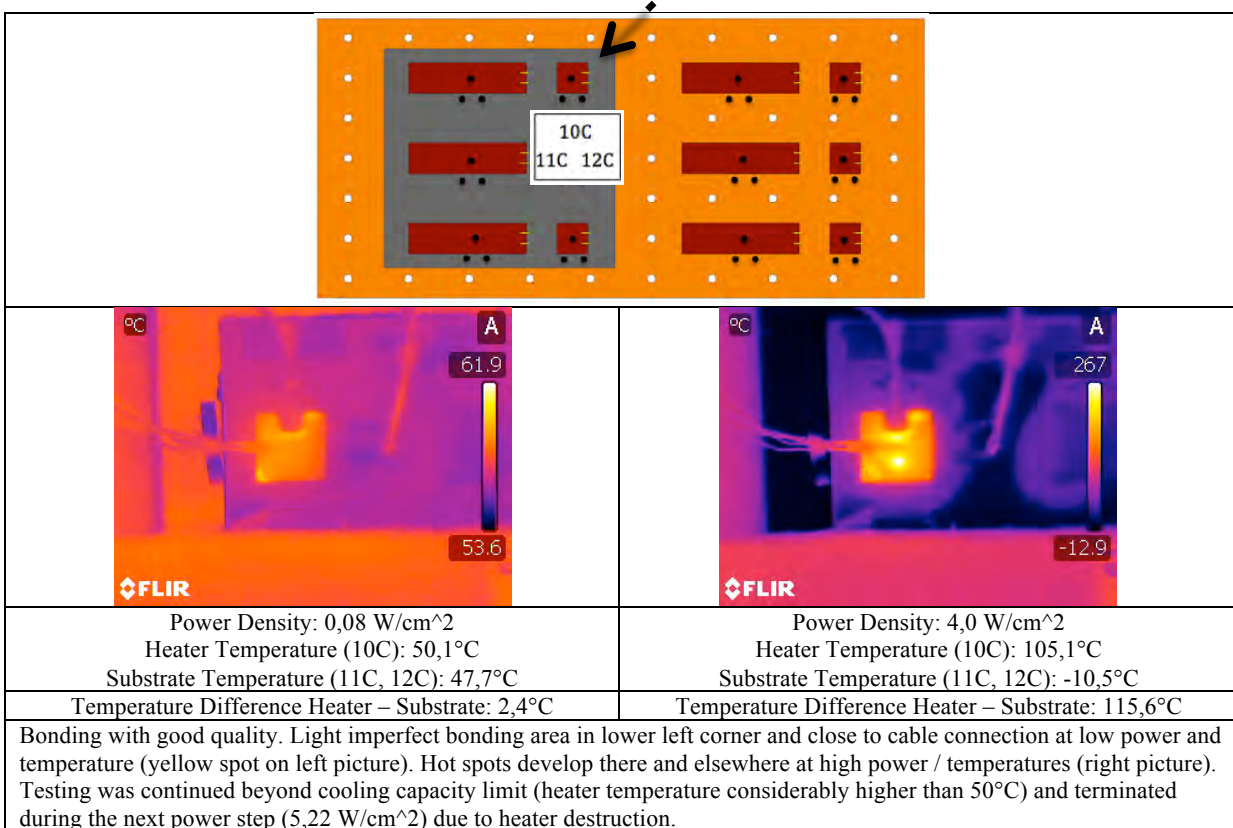 10C
11C 12C
°C
A
61.9
53.6
FLIR
°C
A
267
-12.9
FLIR
Power Density: 0,08 W/cm^2
Heater Temperature (10C): 50,1°C
Substrate Temperature (11C, 12C): 47,7°C
Temperature Difference Heater – Substrate: 2,4°C
Power Density: 4,0 W/cm^2
Heater Temperature (10C): 105,1°C
Substrate Temperature (11C, 12C): -10,5°C
Temperature Difference Heater – Substrate: 115,6°C
Bonding with good quality. Light imperfect bonding area in lower left corner and close to cable connection at low power and
temperature (yellow spot on left picture). Hot spots develop there and elsewhere at high power / temperatures (right picture).
Testing was continued beyond cooling capacity limit (heater temperature considerably higher than 50°C) and terminated
during the next power step (5,22 W/cm^2) due to heater destruction.